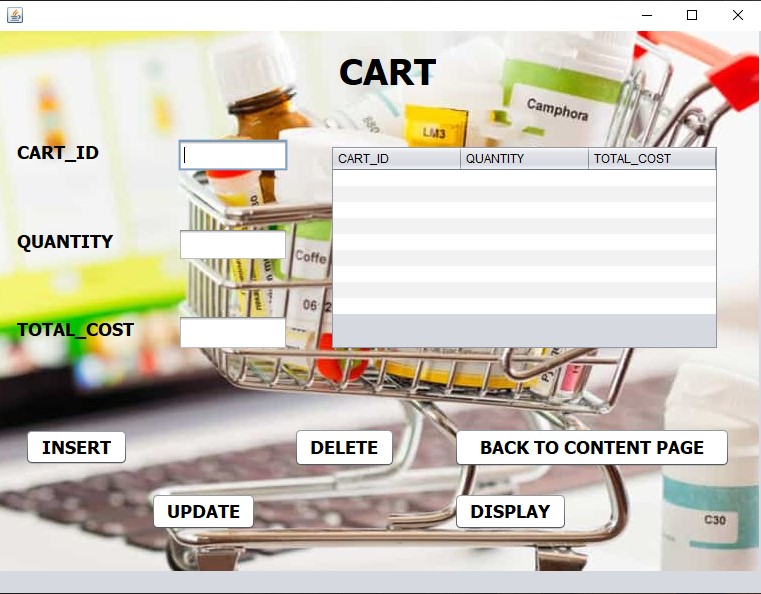 CART
Camphora
LM3
CART_ID
CART_ID QUANTITY TOTAL_COST
QUANTITY
Coffe
06 2
TOTAL_COST
INSERT
DELETE
BACK TO CONTENT PAGE
UPDATE
DISPLAY
C30